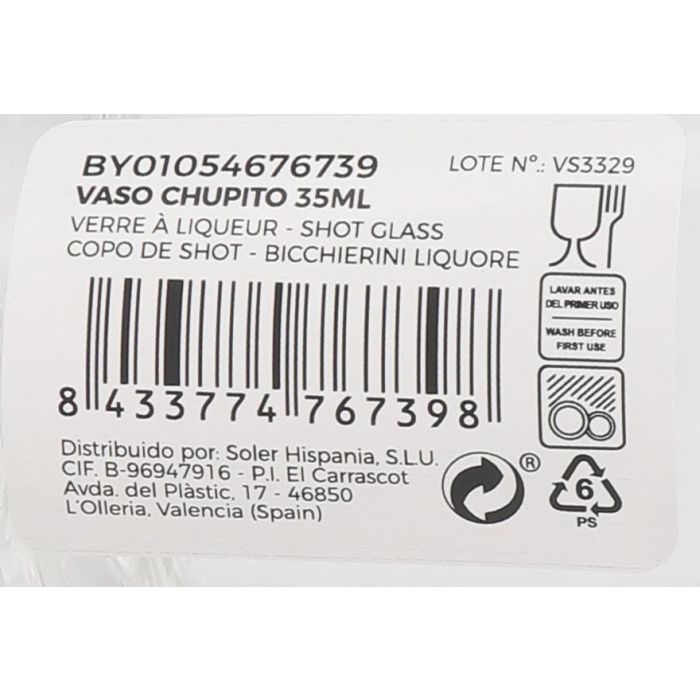 BY01054676739
LOTE Nº.: VS3329
VASO CHUPITO 35ML
VERRE À LIQUEUR - SHOT GLASS
COPO DE SHOT - BICCHIERINI LIQUORE
LAVAR ANTES
DEL PRIMER USO
WASH BEFORE
FIRST USE
8 433774 767398
Distribuido por: Soler Hispania, S.L.U.
CIF. B-96947916 - P.I. El Carrascot
Avda. del Plàstic, 17 - 46850
L'Olleria, Valencia (Spain)
®
6
PS